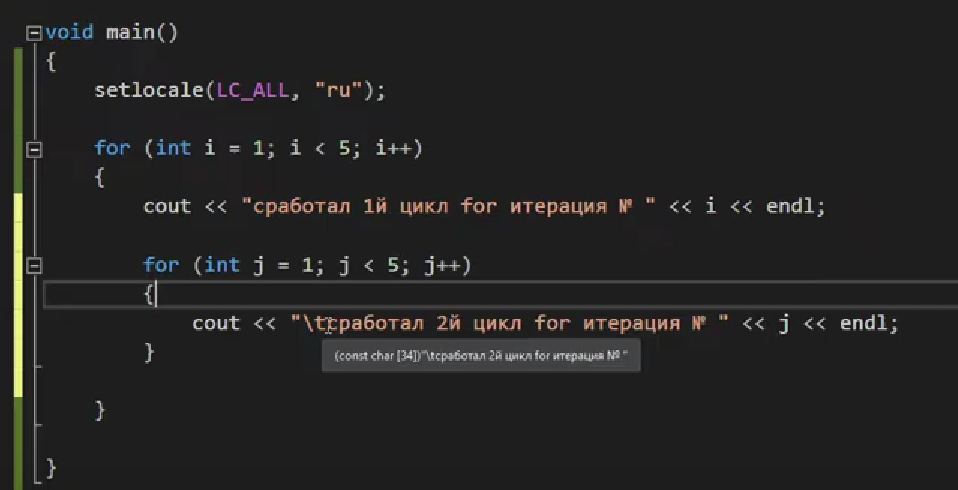 void main()
{
setlocale(LC_ALL, "ru");
for (int i = 1; i < 5; i++)
{
cout << "сработал 1й цикл for итерация № " << i << endl;
for (int j = 1; j < 5; j++)
{
cout << "\tсработал 2й цикл for итерация № " << j << endl;
(const char [34])"\tсработал 2й цикл for итерация № "
}
}
}